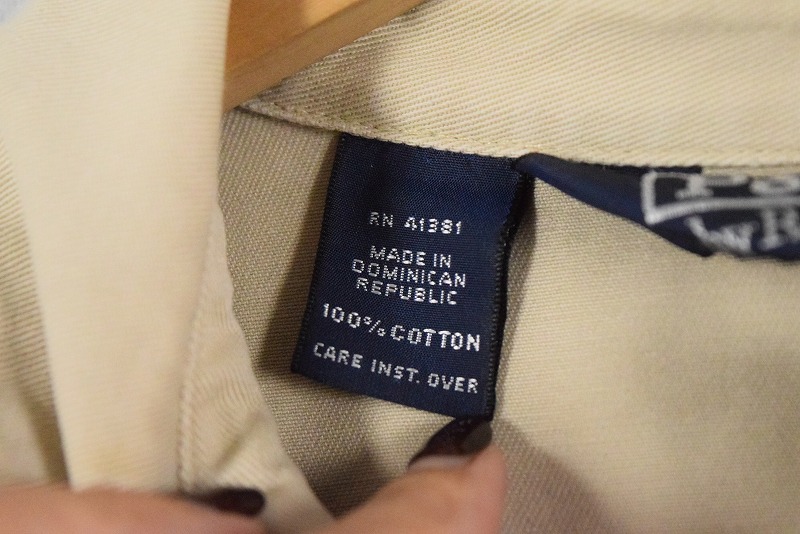 RN 41381
MADE IN
DOMINICAN
REPUBLIC
100% COTTON
CARE INST. OVER